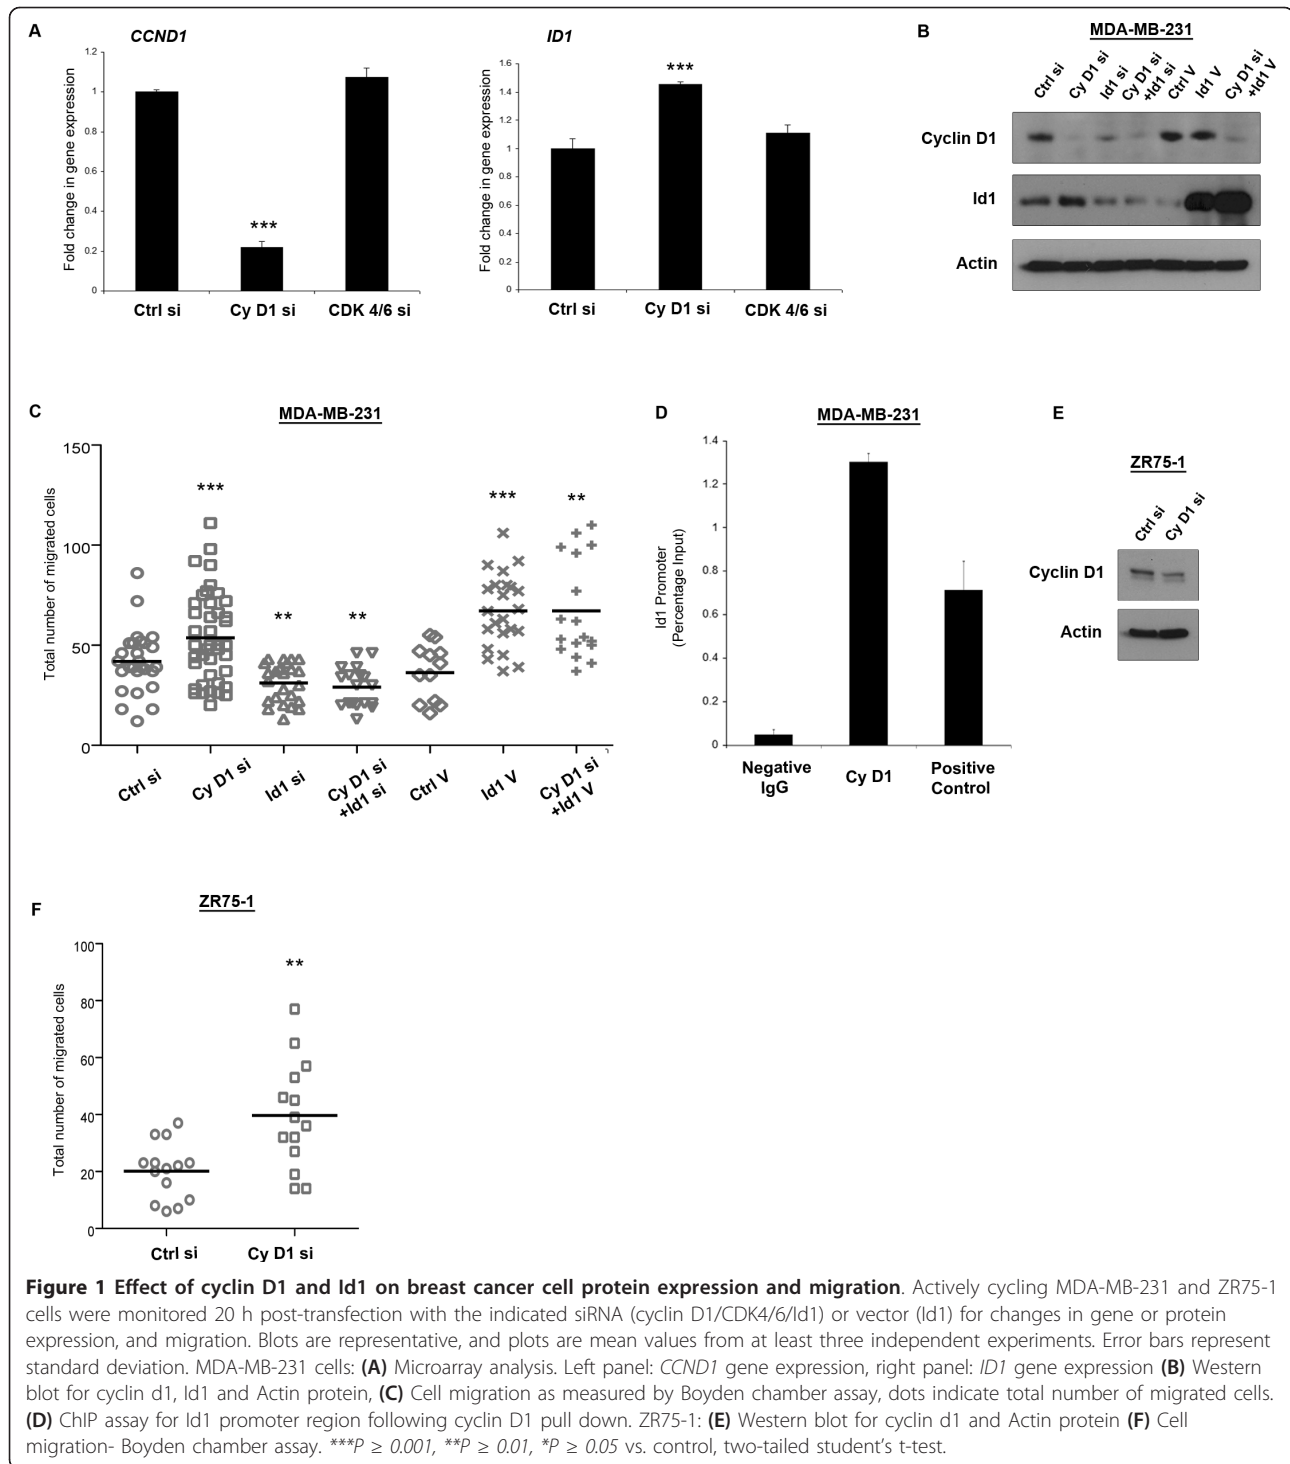 A
CCND1
Fold change in gene expression
1.2
1
0.8
0.6
0.4
0.2
0
***
Ctrl si
Cy D1 si
CDK 4/6 si
ID1
Fold change in gene expression
1.6
1.4
1.2
1
0.8
0.6
0.4
0.2
0
***
Ctrl si
Cy D1 si
CDK 4/6 si
B
MDA-MB-231
Ctrl si
Cy D1 si
Id1 si
Cy D1 si
+Id1 si
Ctrl V
Id1 V
Cy D1 si
+Id1 V
Cyclin D1
Id1
Actin
C
MDA-MB-231
Total number of migrated cells
150
100
50
0
***
**
**
***
**
Ctrl si
Cy D1 si
Id1 si
Cy D1 si
+Id1 si
Ctrl V
Id1 V
Cy D1 si
+Id1 V
D
MDA-MB-231
Id1 Promoter
(Percentage Input)
1.4
1.2
1
0.8
0.6
0.4
0.2
0
Negative
IgG
Cy D1
Positive
Control
E
ZR75-1
Ctrl si
Cy D1 si
Cyclin D1
Actin
F
ZR75-1
Total number of migrated cells
100
80
60
40
20
0
**
Ctrl si
Cy D1 si
Figure 1 Effect of cyclin D1 and Id1 on breast cancer cell protein expression and migration. Actively cycling MDA-MB-231 and ZR75-1
cells were monitored 20 h post-transfection with the indicated siRNA (cyclin D1/CDK4/6/Id1) or vector (Id1) for changes in gene or protein
expression, and migration. Blots are representative, and plots are mean values from at least three independent experiments. Error bars represent
standard deviation. MDA-MB-231 cells: (A) Microarray analysis. Left panel: CCND1 gene expression, right panel: ID1 gene expression (B) Western
blot for cyclin d1, Id1 and Actin protein, (C) Cell migration as measured by Boyden chamber assay, dots indicate total number of migrated cells.
(D) ChIP assay for Id1 promoter region following cyclin D1 pull down. ZR75-1: (E) Western blot for cyclin d1 and Actin protein (F) Cell
migration- Boyden chamber assay. ***P ≥ 0.001, **P ≥ 0.01, *P ≥ 0.05 vs. control, two-tailed student's t-test.